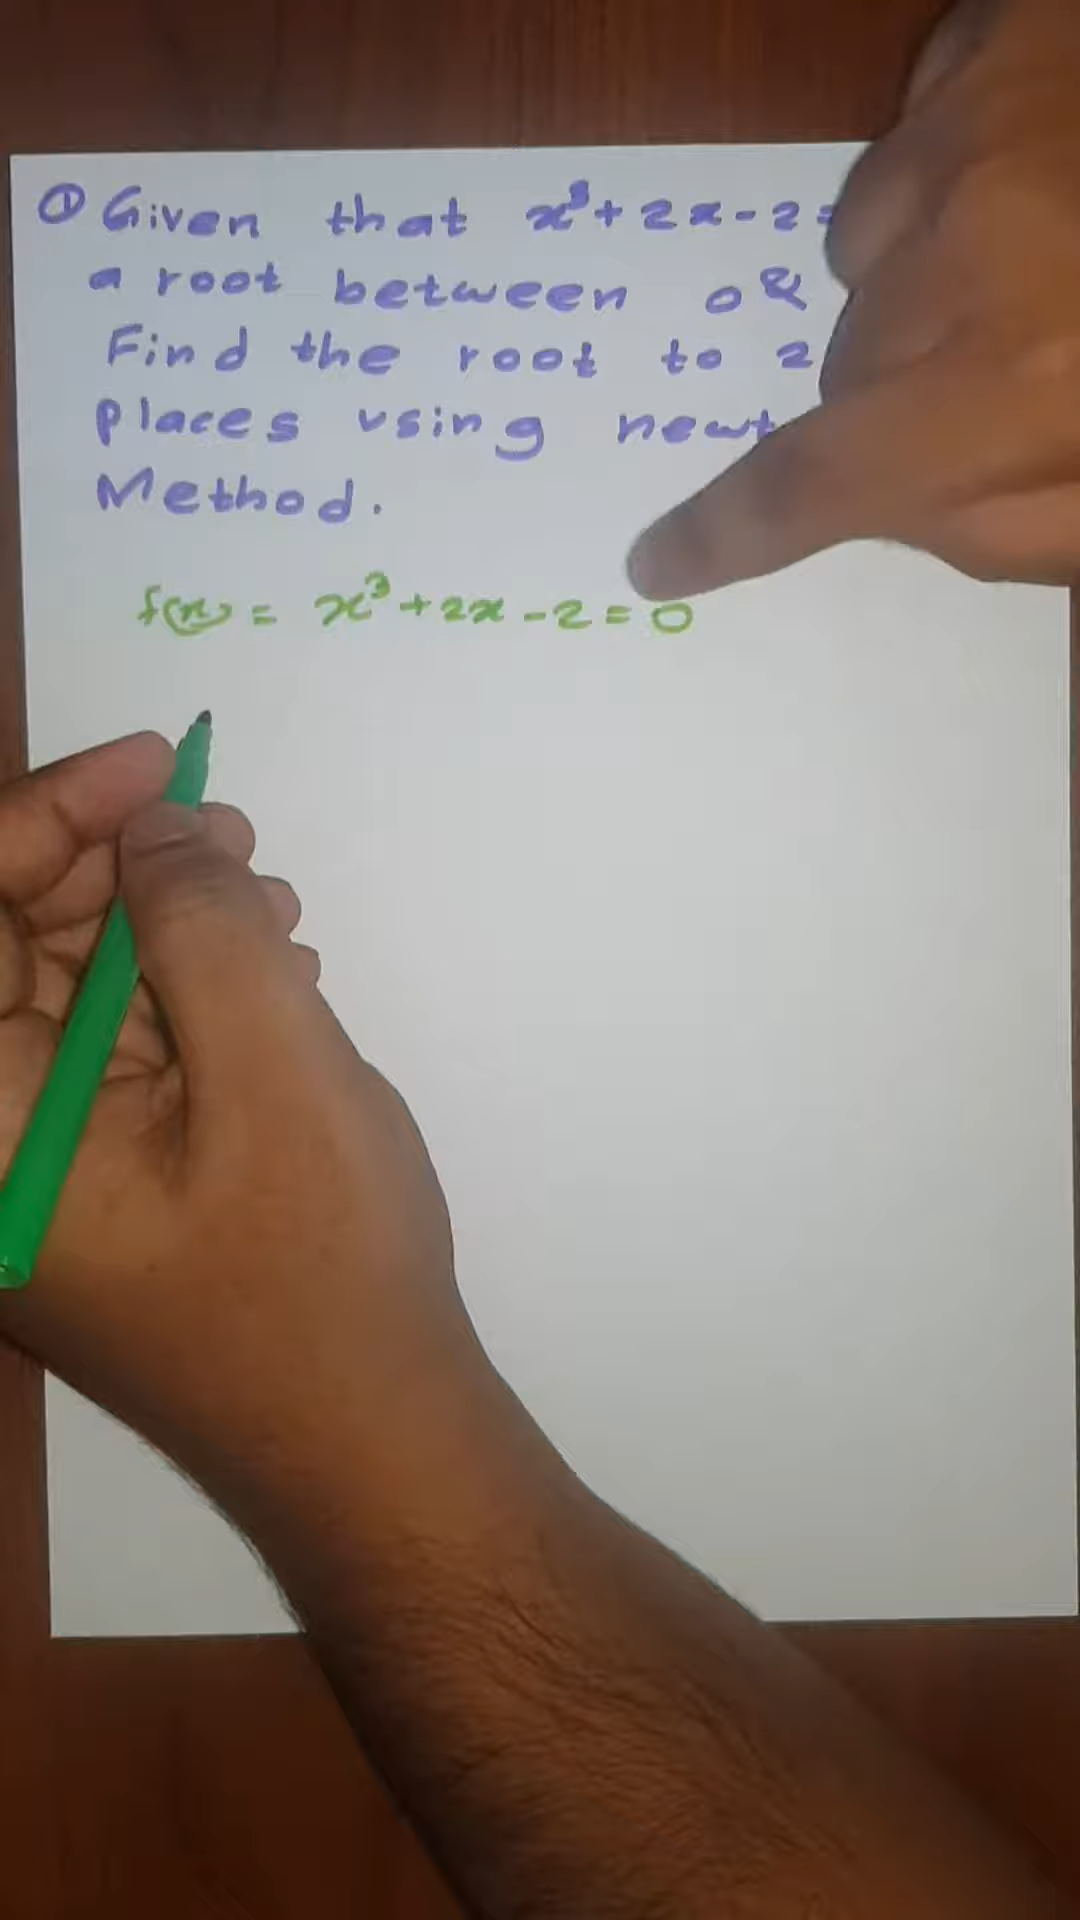 ① Given that x³+2x-2=
a root between 0 &
Find the root to 2
places using newt
Method.
f(x) = x³+2x-2=0